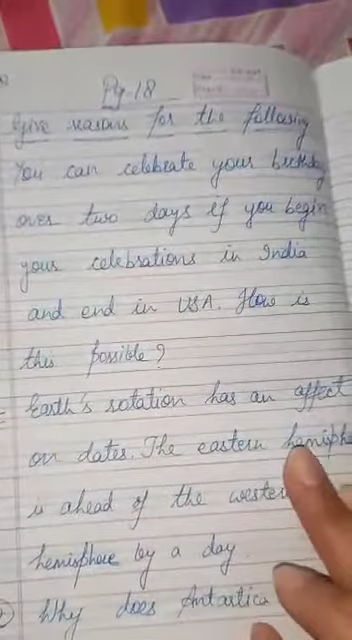 Pg-18
Give reasons for the following
You can celebrate your birthday
over two days if you begin
your celebrations in India
and end in USA. How is
this possible?
Earth's rotation has an affect
on dates. The eastern
is ahead of the
hemisphere by a day.
Why does Antartica